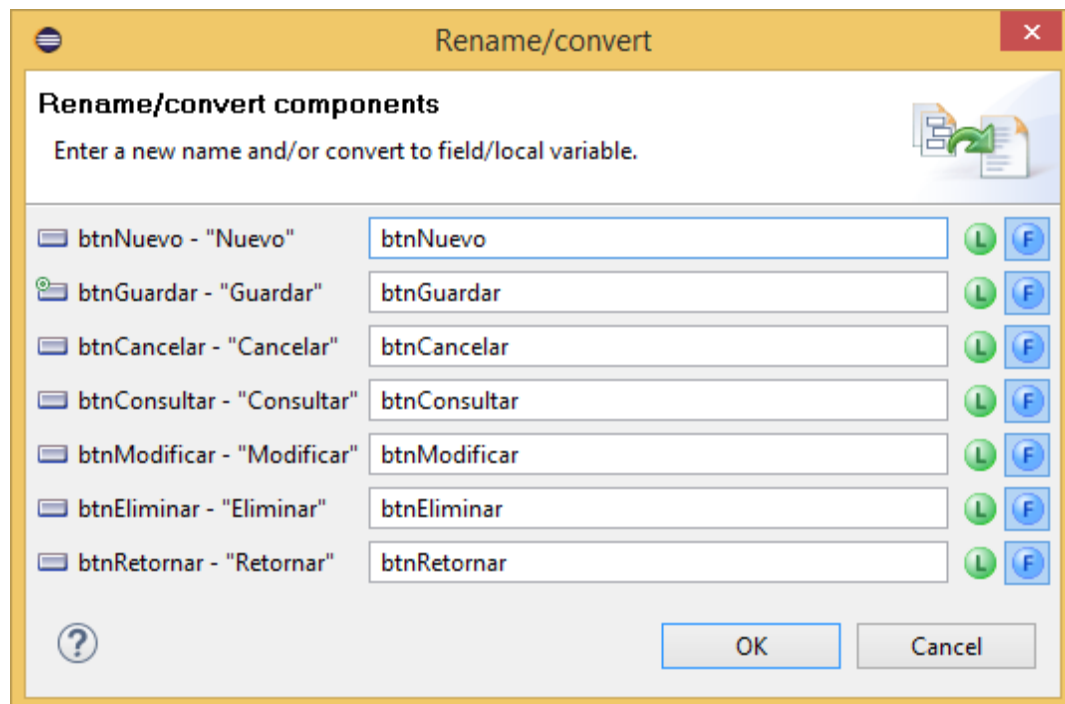 Rename/convert
×
Rename/convert components
Enter a new name and/or convert to field/local variable.
btnNuevo - "Nuevo" btnNuevo L F
btnGuardar - "Guardar" btnGuardar L F
btnCancelar - "Cancelar" btnCancelar L F
btnConsultar - "Consultar" btnConsultar L F
btnModificar - "Modificar" btnModificar L F
btnEliminar - "Eliminar" btnEliminar L F
btnRetornar - "Retornar" btnRetornar L F
? OK Cancel